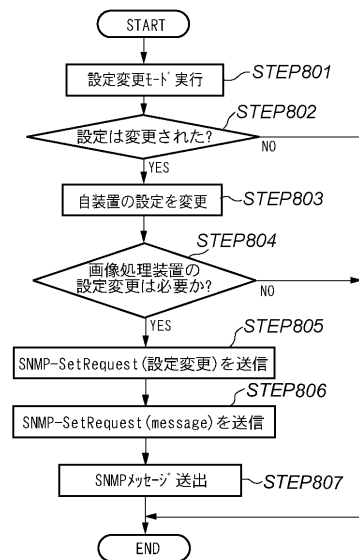 START
設定変更ﾓｰﾄﾞ実行
STEP801
設定は変更された?
STEP802
NO
YES
自装置の設定を変更
STEP803
画像処理装置の
設定変更は必要か?
STEP804
NO
YES
SNMP-SetRequest(設定変更)を送信
STEP805
SNMP-SetRequest(message)を送信
STEP806
SNMPﾒｯｾｰｼﾞ送出
STEP807
END